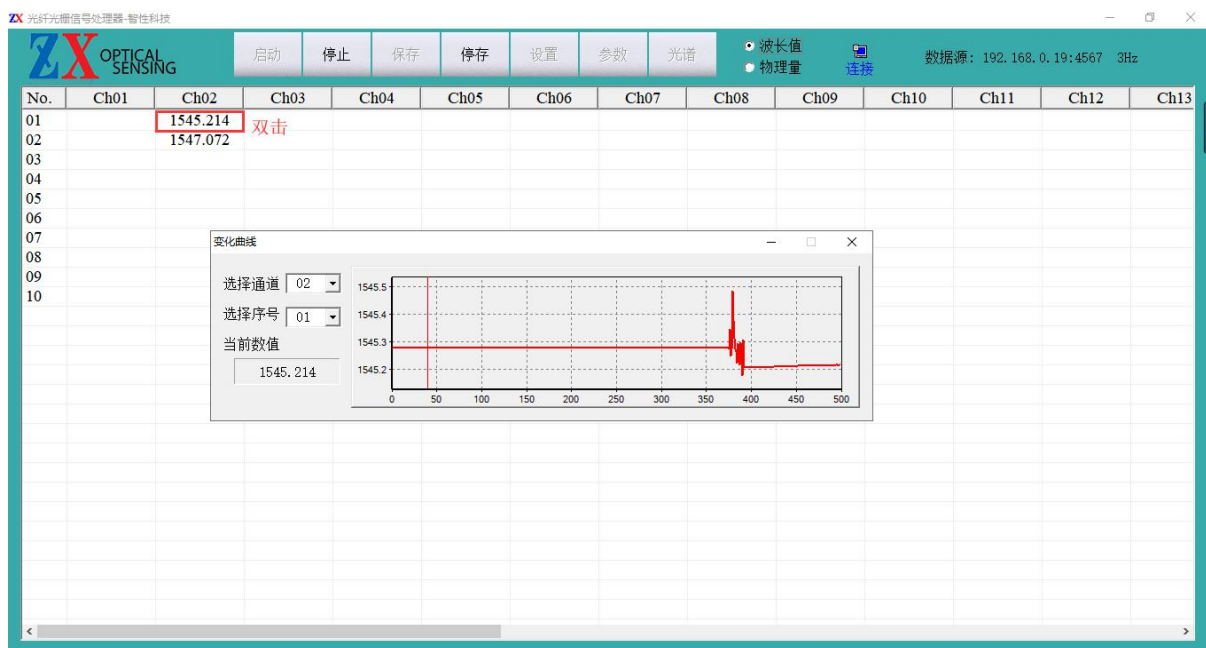 ZX 光纤光栅信号处理器-智性科技
ZX OPTICAL SENSING
启动 停止 保存 停存 设置 参数 光谱
波长值
物理量
连接
数据源: 192.168.0.19:4567 3Hz
No. Ch01 Ch02 Ch03 Ch04 Ch05 Ch06 Ch07 Ch08 Ch09 Ch10 Ch11 Ch12 Ch13
01 1545.214 双击
02 1547.072
03
04
05
06
07
08
09
10
变化曲线
选择通道 02
选择序号 01
当前数值
1545.214
1545.5
1545.4
1545.3
1545.2
0 50 100 150 200 250 300 350 400 450 500